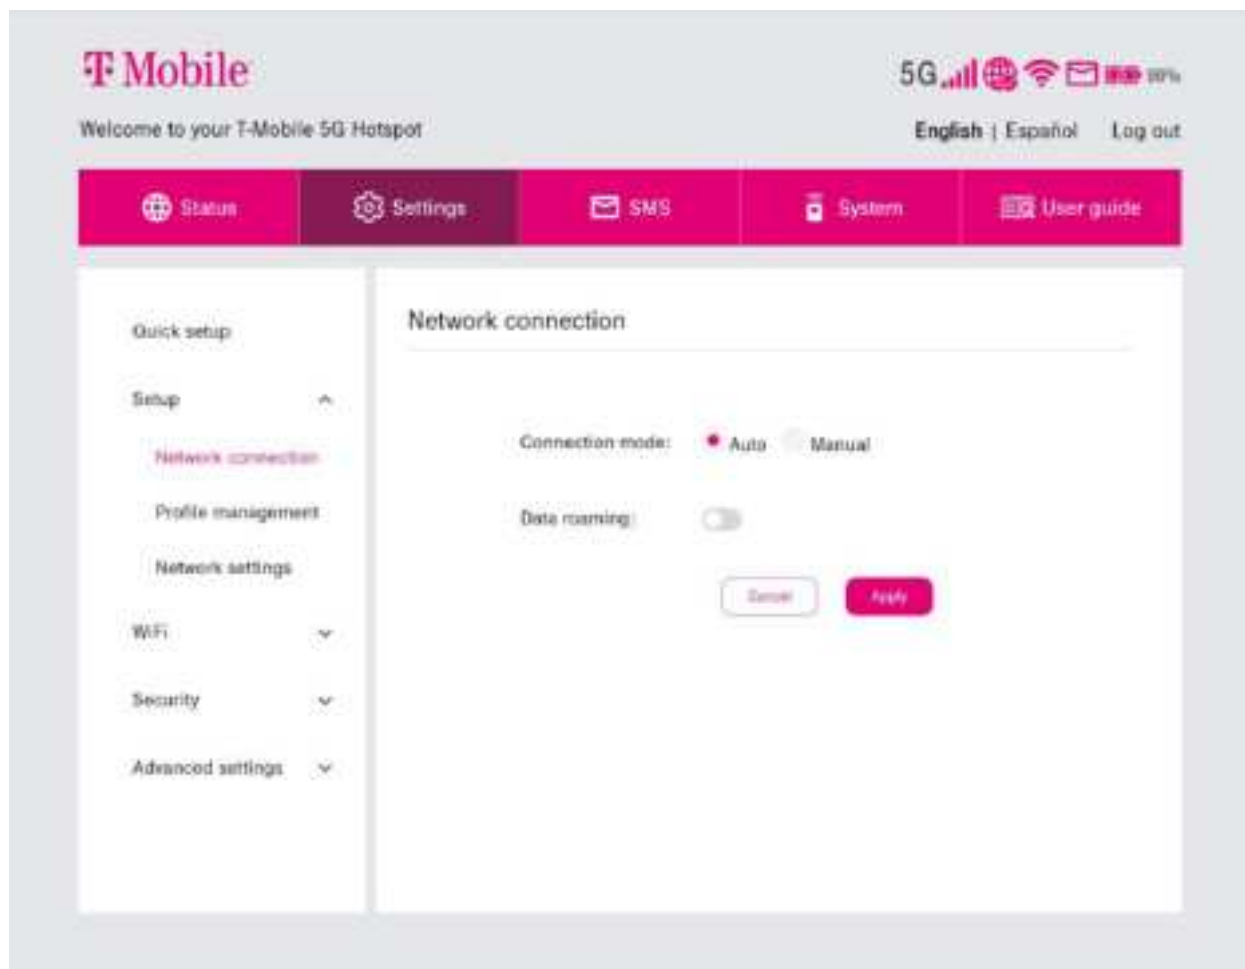 T Mobile
5G
Welcome to your T-Mobile 5G Hotspot
English | Español Log out
Status Settings SMS System User guide
Quick setup
Setup
Network connection
Profile management
Network settings
WiFi
Security
Advanced settings
Network connection
Connection mode: Auto Manual
Data roaming:
Cancel Apply